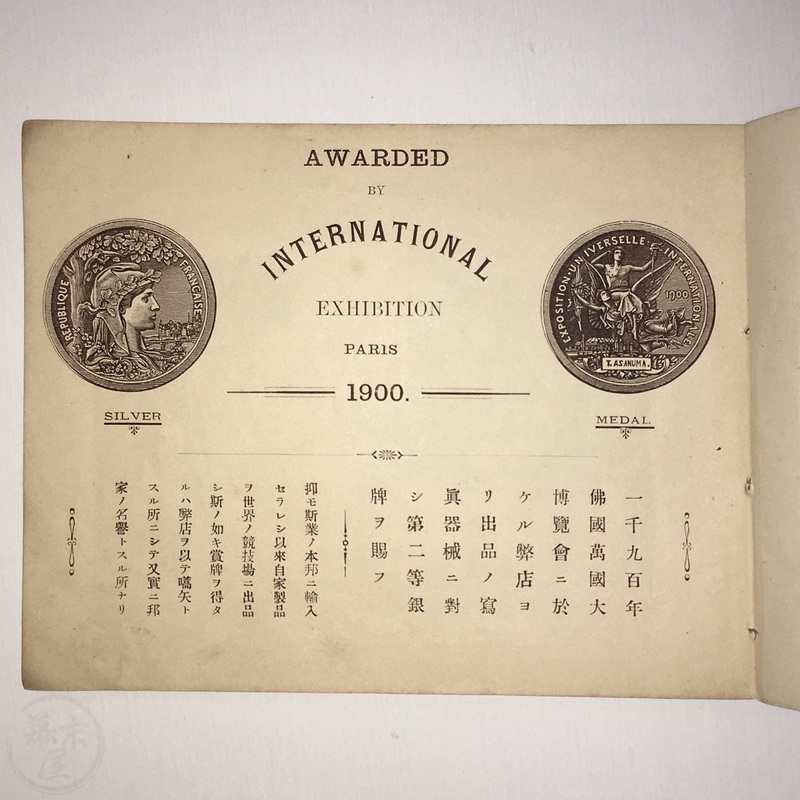 AWARDED
BY
INTERNATIONAL
EXHIBITION
PARIS
1900.
REPUBLIQUE FRANÇAISE
SILVER
EXPOSITION·UNIVERSELLE·INTERNATIONALE
1900
T. ASANUMA.
MEDAL
一千九百年
佛國萬國大
博覽會ニ於
ケル弊店ヨ
リ出品ノ寫
眞器械ニ對
シ第二等銀
牌ヲ賜フ
抑モ斯業ノ本邦ニ輸入
セラレシ以來自家製品
ヲ世界ノ競技塲ニ出品
シ斯ノ如キ賞牌ヲ得タ
ルハ弊店ヲ以テ嚆矢ト
スル所ニシテ又實ニ邦
家ノ名譽トスル所ナリ
幕末屋